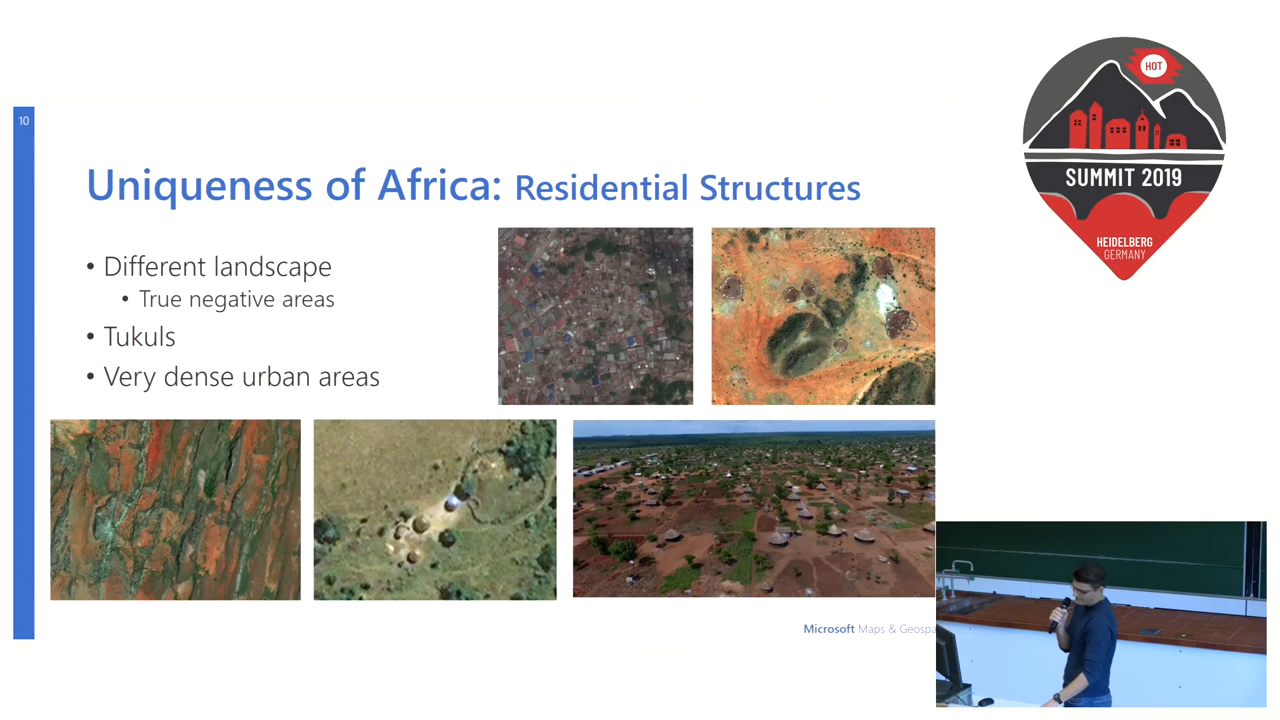 10
Uniqueness of Africa: Residential Structures
• Different landscape
• True negative areas
• Tukuls
• Very dense urban areas
Microsoft Maps & Geospa
HOT
SUMMIT 2019
HEIDELBERG
GERMANY